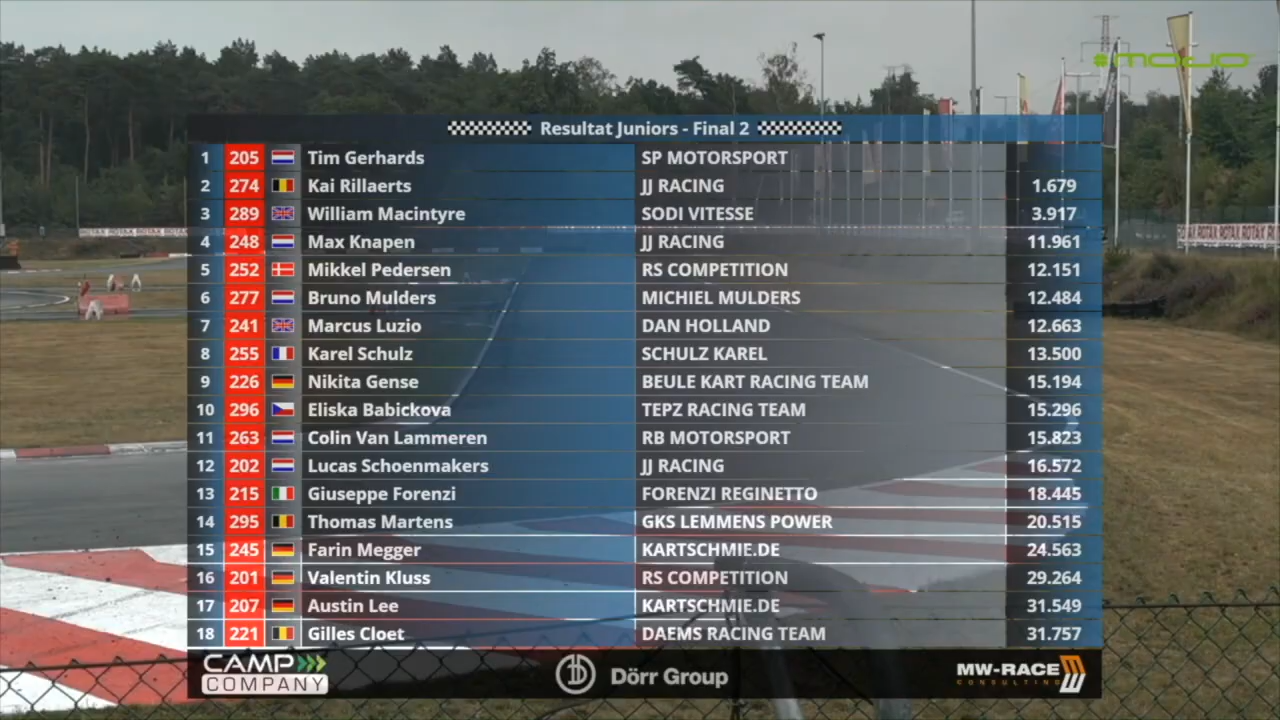 #MOJO
Resultat Juniors - Final 2
1 205 Tim Gerhards SP MOTORSPORT
2 274 Kai Rillaerts JJ RACING 1.679
3 289 William Macintyre SODI VITESSE 3.917
4 248 Max Knapen JJ RACING 11.961
5 252 Mikkel Pedersen RS COMPETITION 12.151
6 277 Bruno Mulders MICHIEL MULDERS 12.484
7 241 Marcus Luzio DAN HOLLAND 12.663
8 255 Karel Schulz SCHULZ KAREL 13.500
9 226 Nikita Gense BEULE KART RACING TEAM 15.194
10 296 Eliska Babickova TEPZ RACING TEAM 15.296
11 263 Colin Van Lammeren RB MOTORSPORT 15.823
12 202 Lucas Schoenmakers JJ RACING 16.572
13 215 Giuseppe Forenzi FORENZI REGINETTO 18.445
14 295 Thomas Martens GKS LEMMENS POWER 20.515
15 245 Farin Megger KARTSCHMIE.DE 24.563
16 201 Valentin Kluss RS COMPETITION 29.264
17 207 Austin Lee KARTSCHMIE.DE 31.549
18 221 Gilles Cloet DAEMS RACING TEAM 31.757
CAMP COMPANY Dörr Group MW-RACE CONSULTING
ROTAX ROTAX ROTAX